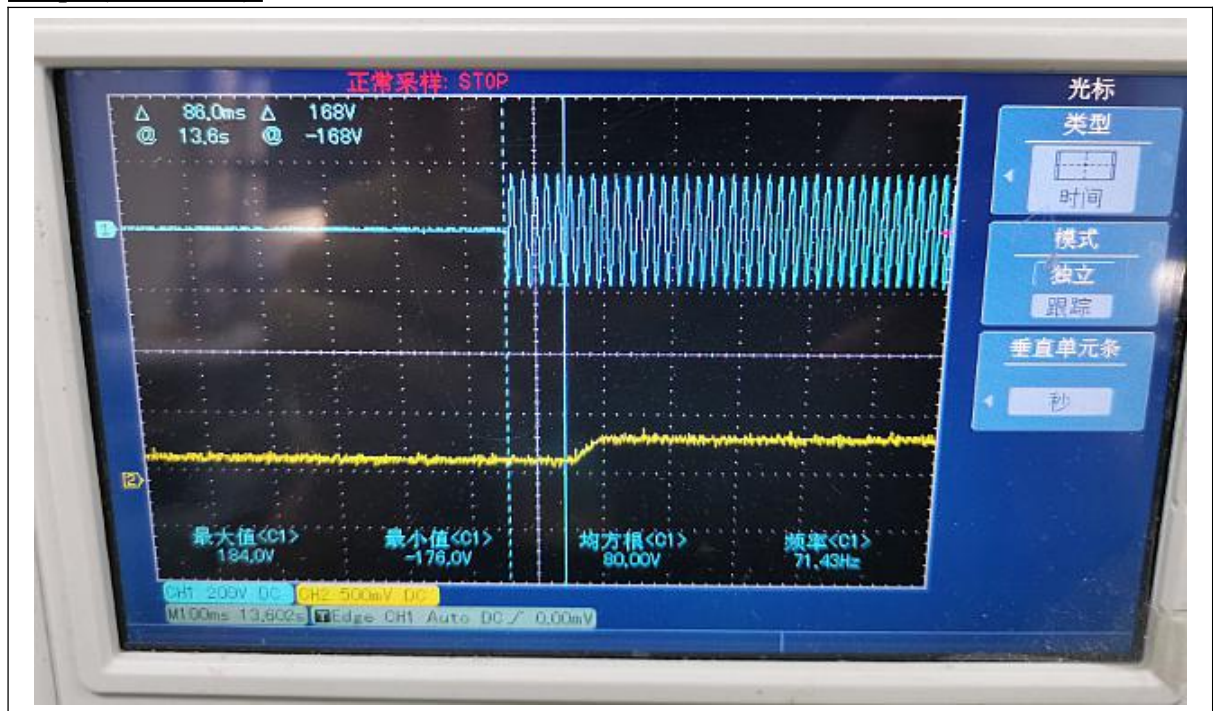 正常采样: STOP
光标
Δ 86.0ms Δ 168V
@ 13.6s @ -168V
类型
时间
1
模式
独立
跟踪
垂直单元条
秒
2
最大值<C1> 最小值<C1> 均方根<C1> 频率<C1>
184.0V -176.0V 80.00V 71.43Hz
CH1 200V DC CH2 500mV DC
M100ms 13.602s T Edge CH1 Auto DC 0.00mV